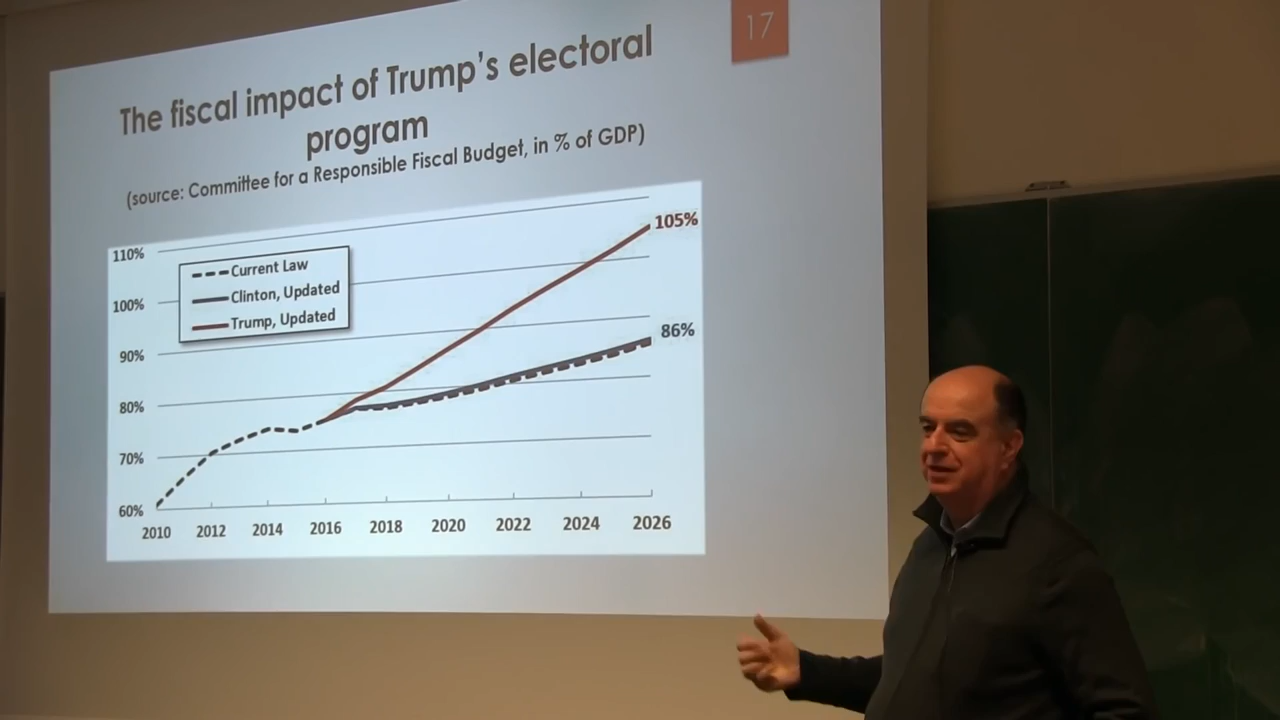 17
The fiscal impact of Trump's electoral
program
(source: Committee for a Responsible Fiscal Budget, in % of GDP)
110%
100%
90%
80%
70%
60%
Current Law
Clinton, Updated
Trump, Updated
105%
86%
2010 2012 2014 2016 2018 2020 2022 2024 2026